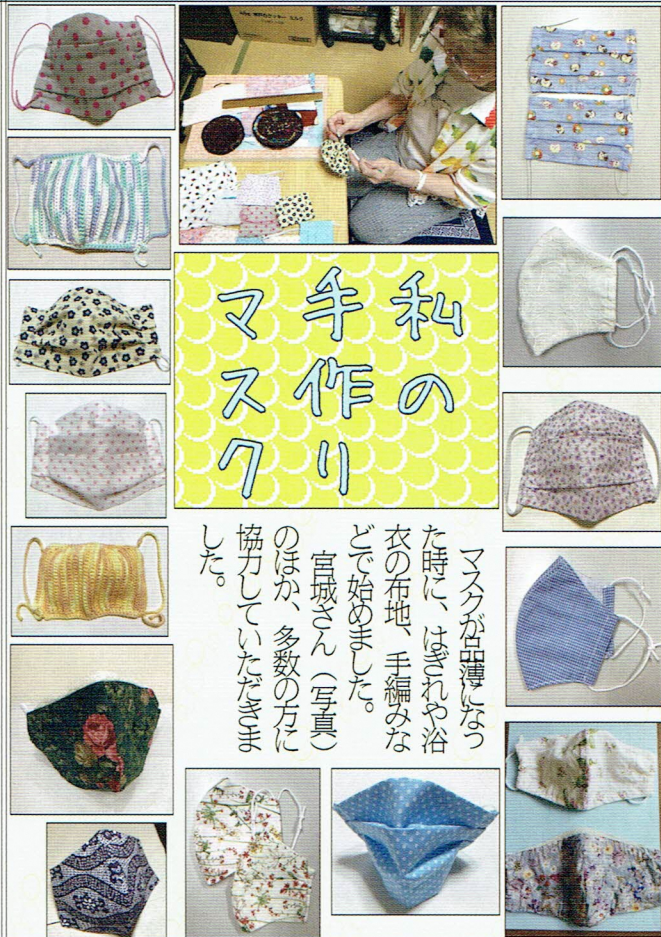 私の
手作り
マスク
マスクが品薄になっ
た時に、はぎれや浴
衣の布地、手編みな
どで始めました。
宮城さん（写真）
のほか、多数の方に
協力していただきま
した。